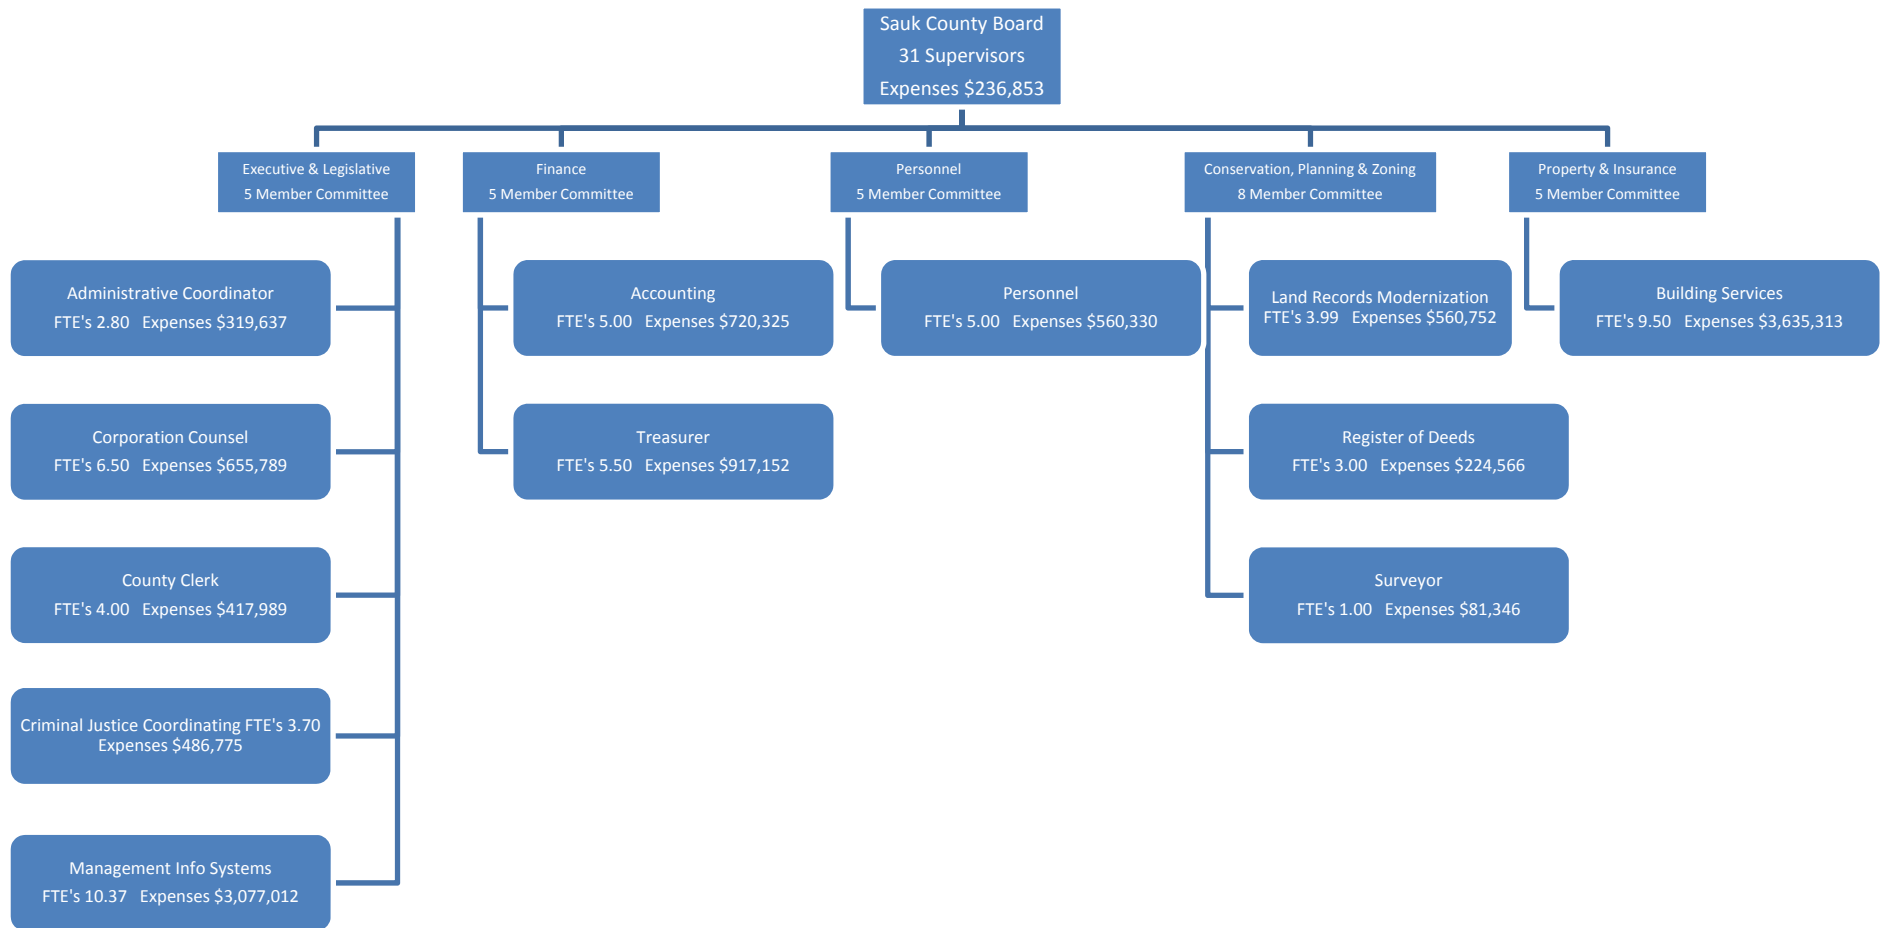 Sauk County Board
31 Supervisors
Expenses $236,853
Executive & Legislative
5 Member Committee
Finance
5 Member Committee
Personnel
5 Member Committee
Conservation, Planning & Zoning
8 Member Committee
Property & Insurance
5 Member Committee
Administrative Coordinator
FTE's 2.80   Expenses $319,637
Corporation Counsel
FTE's 6.50   Expenses $655,789
County Clerk
FTE's 4.00   Expenses $417,989
Criminal Justice Coordinating FTE's 3.70
Expenses $486,775
Management Info Systems
FTE's 10.37   Expenses $3,077,012
Accounting
FTE's 5.00   Expenses $720,325
Treasurer
FTE's 5.50   Expenses $917,152
Personnel
FTE's 5.00   Expenses $560,330
Land Records Modernization
FTE's 3.99   Expenses $560,752
Register of Deeds
FTE's 3.00   Expenses $224,566
Surveyor
FTE's 1.00   Expenses $81,346
Building Services
FTE's 9.50   Expenses $3,635,313